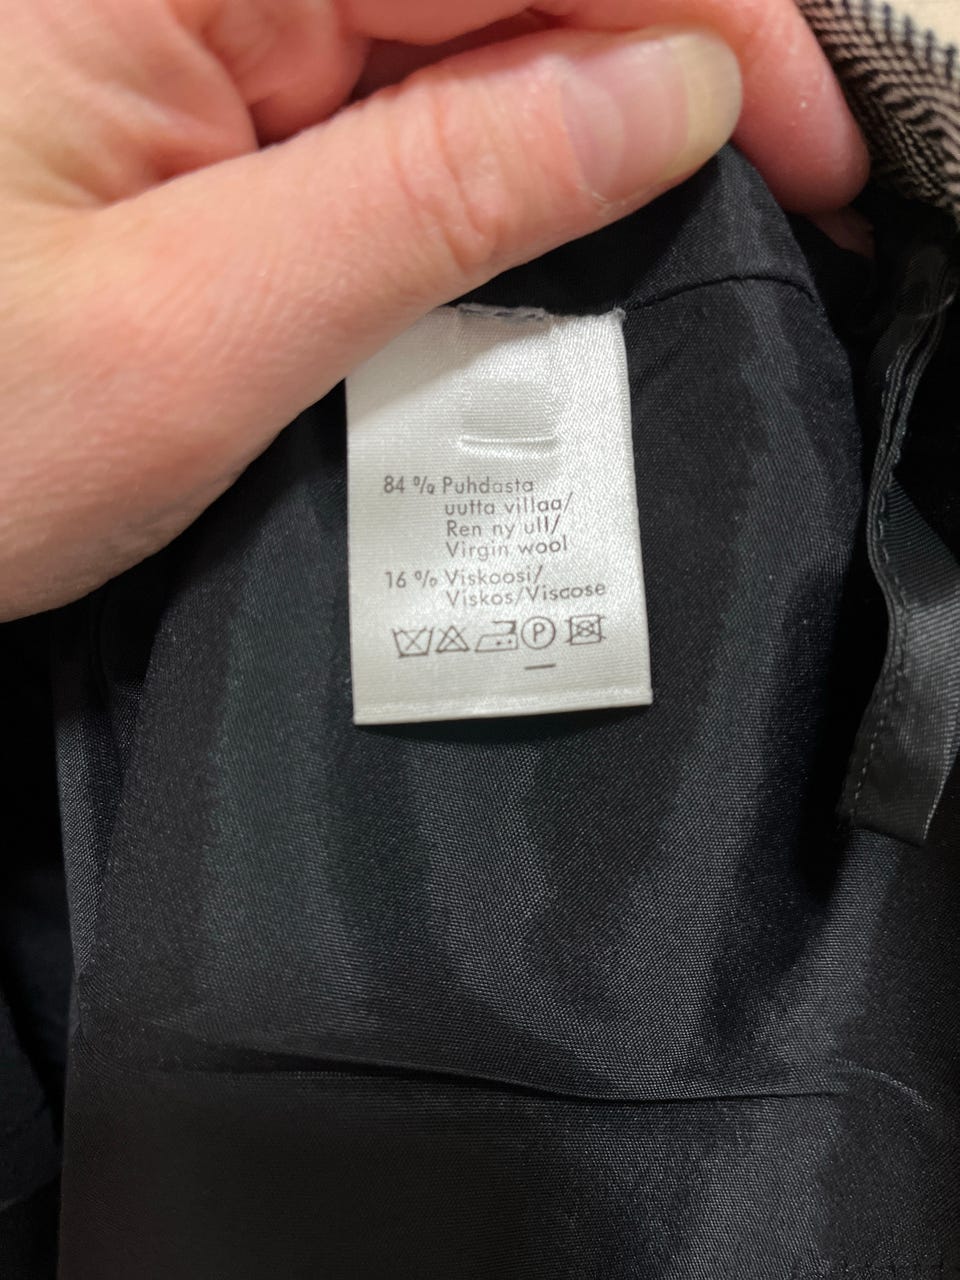 84 % Puhdasta
uutta villaa/
Ren ny ull/
Virgin wool
16 % Viskoosi/
Viskos/Viscose
P